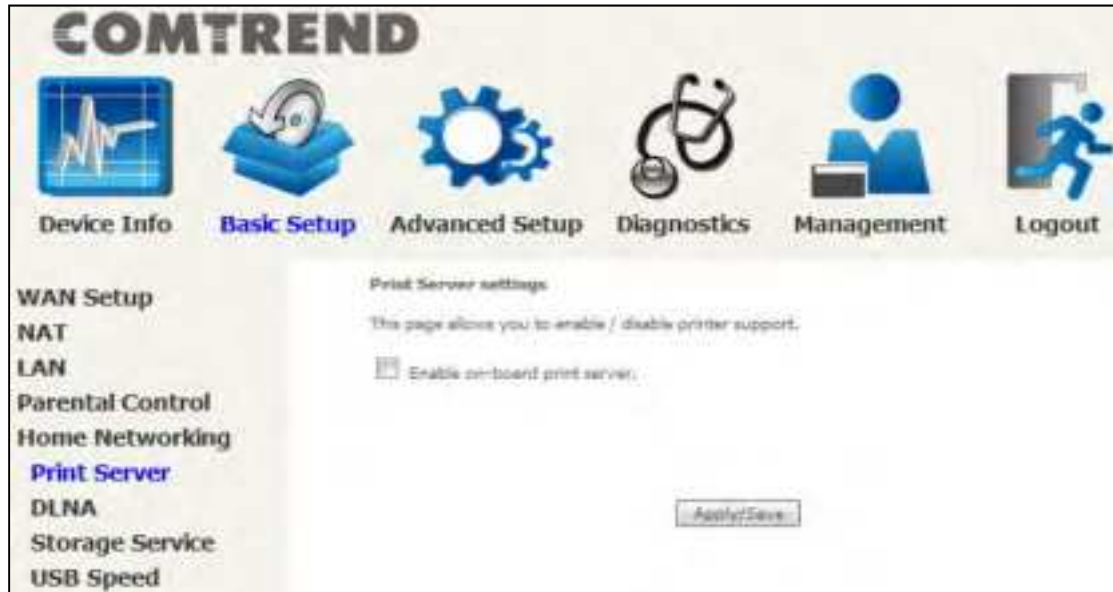 COMTREND
Device Info Basic Setup Advanced Setup Diagnostics Management Logout
WAN Setup
NAT
LAN
Parental Control
Home Networking
Print Server
DLNA
Storage Service
USB Speed
Print Server settings
This page allows you to enable / disable printer support.
Enable on-board print server.
Apply/Save